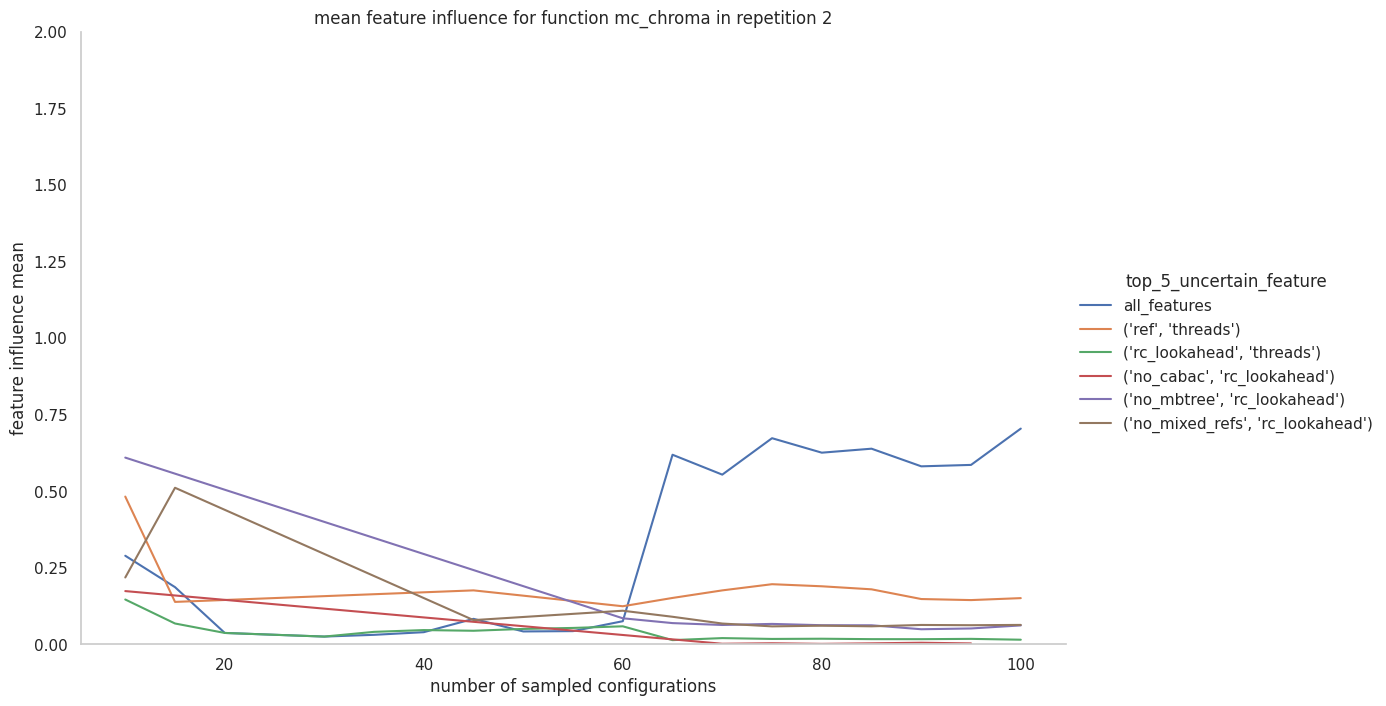 mean feature influence for function mc_chroma in repetition 2
2.00
1.75
1.50
1.25
1.00
0.75
0.50
0.25
0.00
feature influence mean
20 40 60 80 100
number of sampled configurations
top_5_uncertain_feature
all_features
('ref', 'threads')
('rc_lookahead', 'threads')
('no_cabac', 'rc_lookahead')
('no_mbtree', 'rc_lookahead')
('no_mixed_refs', 'rc_lookahead')